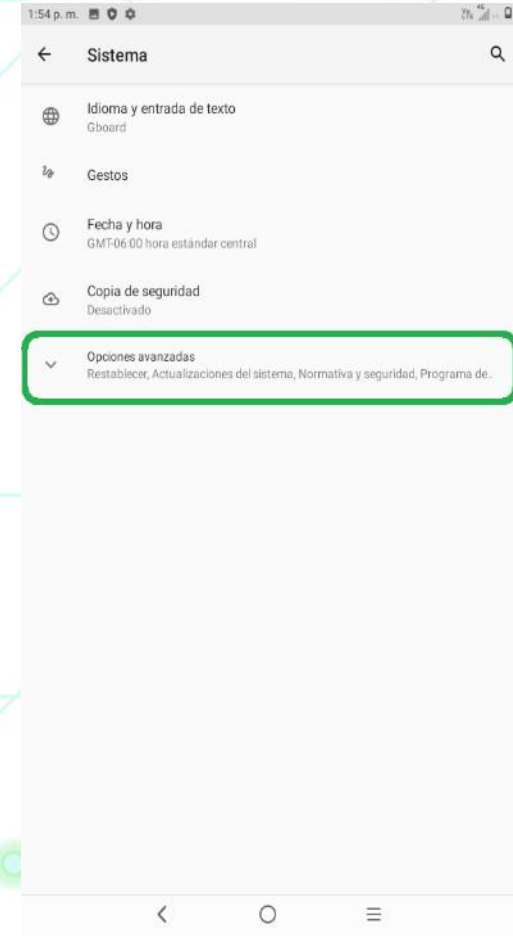 1:54 p. m.
4G
Sistema
Idioma y entrada de texto
Gboard
Gestos
Fecha y hora
GMT-06:00 hora estándar central
Copia de seguridad
Desactivado
Opciones avanzadas
Restablecer, Actualizaciones del sistema, Normativa y seguridad, Programa de..